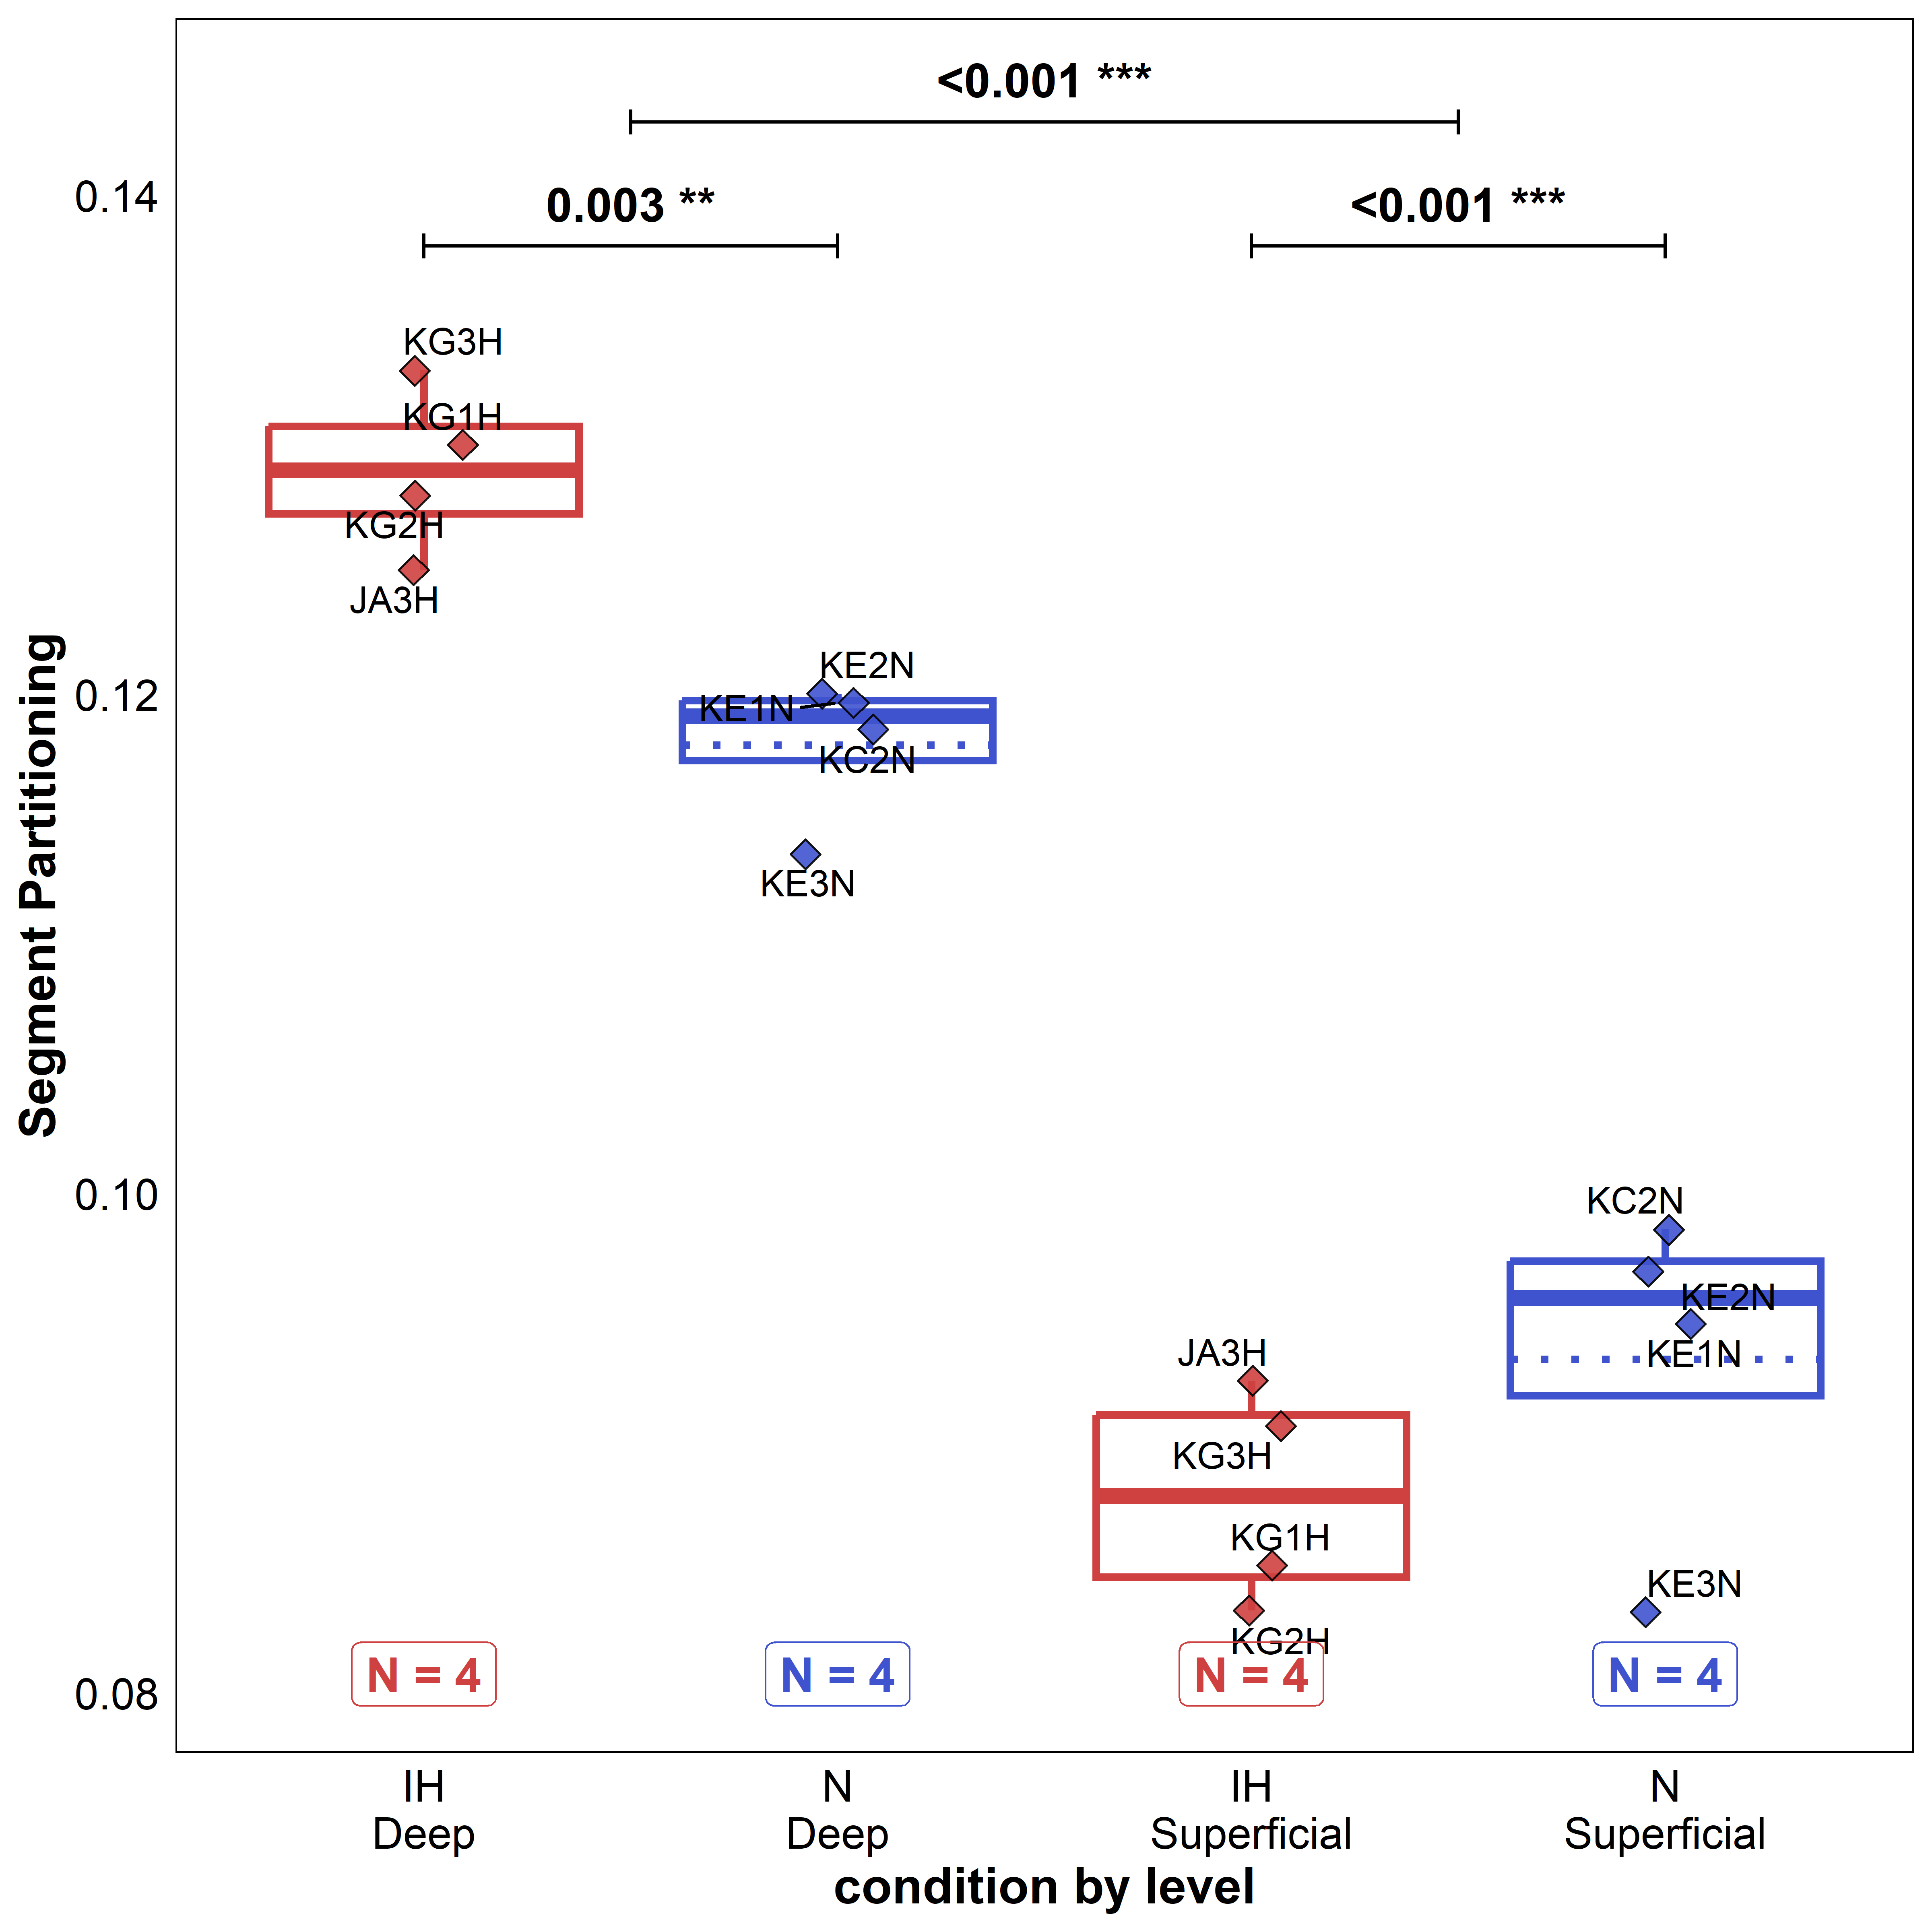 <0.001 ***
0.14
0.003 **
<0.001 ***
KG3H
KG1H
KG2H
JA3H
0.12
KE2N
KE1N
KC2N
KE3N
Segment Partitioning
0.10
KC2N
KE2N
KE1N
JA3H
KG3H
KG1H
KE3N
KG2H
0.08
N = 4
N = 4
N = 4
N = 4
IH
Deep
N
Deep
IH
Superficial
N
Superficial
condition by level